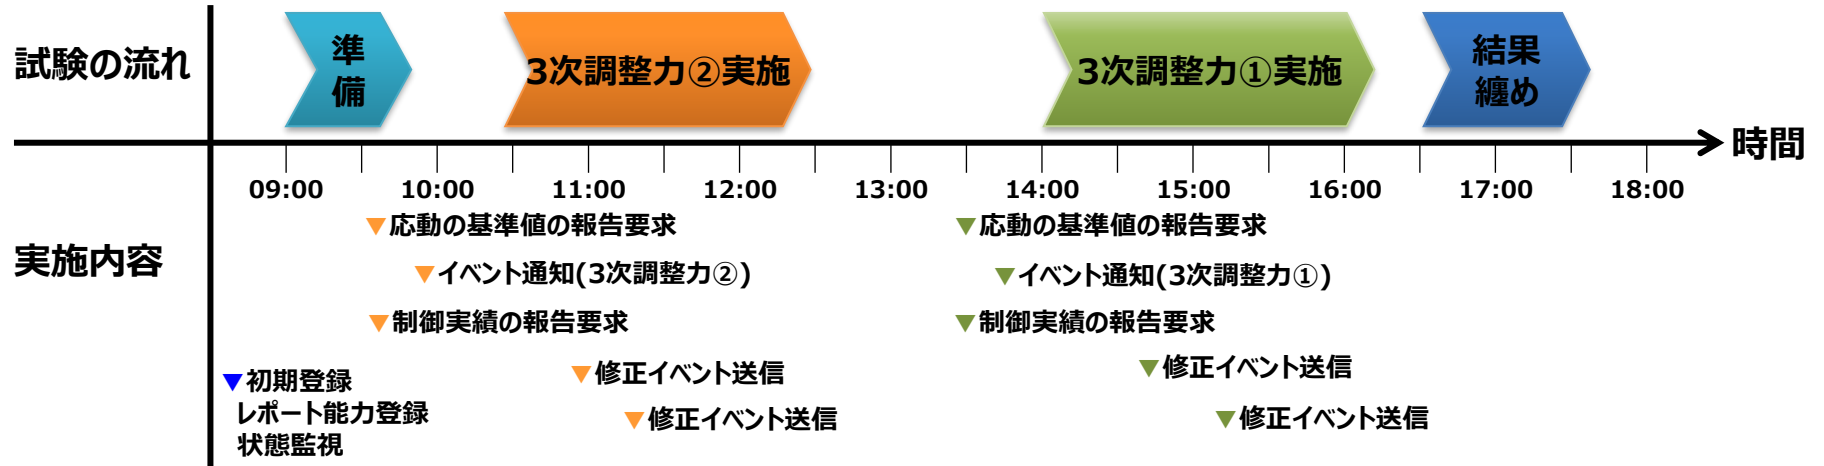 試験の流れ
準
備
3次調整力②実施
3次調整力①実施
結果
纏め
時間
09:00
10:00
11:00
12:00
13:00
14:00
15:00
16:00
17:00
18:00
実施内容
▼応動の基準値の報告要求
▼イベント通知(3次調整力②)
▼制御実績の報告要求
▼修正イベント送信
▼修正イベント送信
▼初期登録
レポート能力登録
状態監視
▼応動の基準値の報告要求
▼イベント通知(3次調整力①)
▼制御実績の報告要求
▼修正イベント送信
▼修正イベント送信